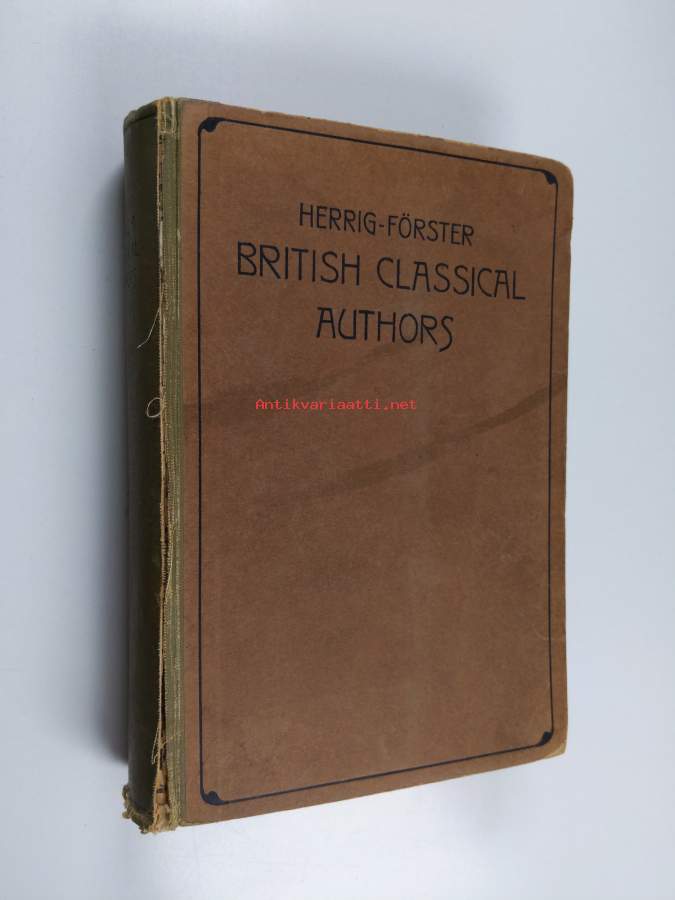 HERRIG-FÖRSTER
BRITISH CLASSICAL
AUTHORS
Antikvariaatti.net